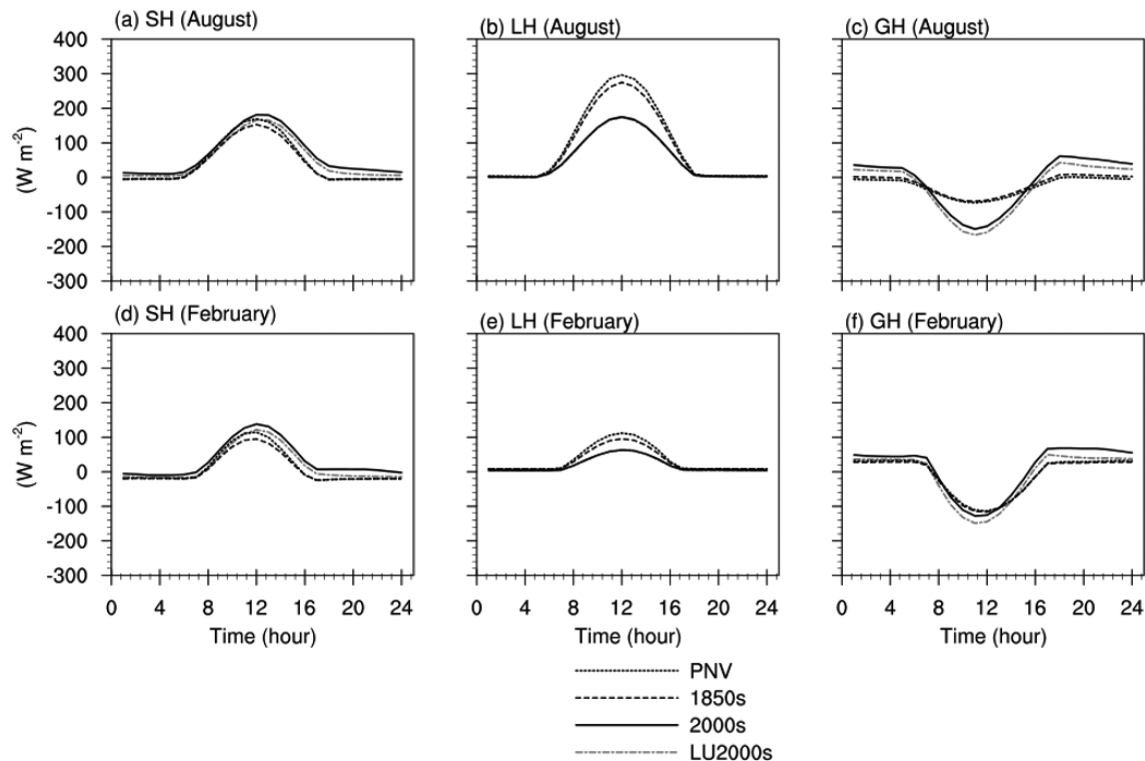 (a) SH (August)
(b) LH (August)
(c) GH (August)
400
300
200
100
0
-100
-200
-300
(W m-2)
(d) SH (February)
(e) LH (February)
(f) GH (February)
400
300
200
100
0
-100
-200
-300
(W m-2)
0 4 8 12 16 20 24
0 4 8 12 16 20 24
0 4 8 12 16 20 24
Time (hour)
Time (hour)
Time (hour)
PNV
1850s
2000s
LU2000s